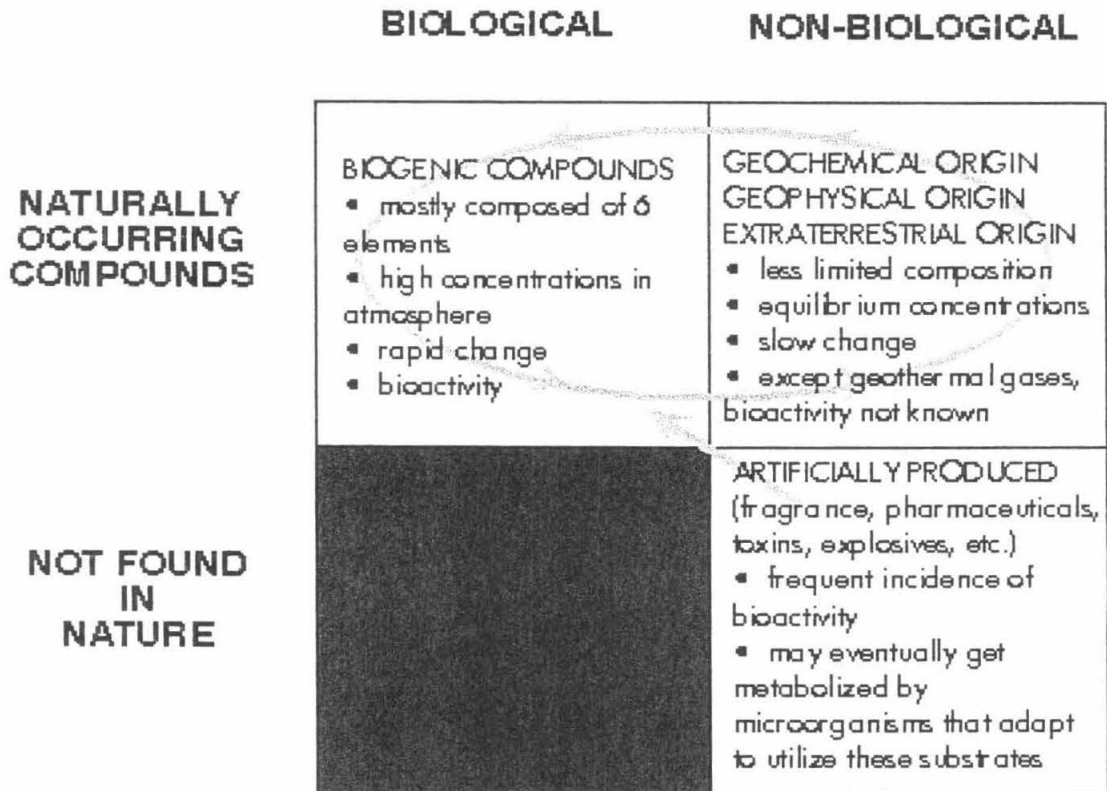 BIOLOGICAL
NON-BIOLOGICAL
NATURALLY
OCCURRING
COMPOUNDS
BIOGENIC COMPOUNDS
• mostly composed of 6
elements
• high concentrations in
atmosphere
• rapid change
• bioactivity
GEOCHEMICAL ORIGIN
GEOPHYSICAL ORIGIN
EXTRATERRESTRIAL ORIGIN
• less limited composition
• equilibrium concentrations
• slow change
• except geothermal gases,
bioactivity not known
NOT FOUND
IN
NATURE
ARTIFICIALLY PRODUCED
(fragrance, pharmaceuticals,
toxins, explosives, etc.)
• frequent incidence of
bioactivity
• may eventually get
metabolized by
microorganisms that adapt
to utilize these substrates